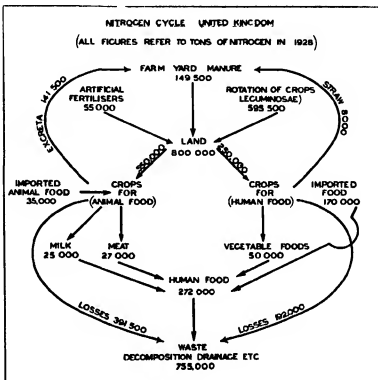 NITROGEN CYCLE UNITED KINGDOM
(ALL FIGURES REFER TO TONS OF NITROGEN IN 1928)
FARM YARD MANURE
149 500
ARTIFICIAL
FERTILISERS
55000
ROTATION OF CROPS
LEGUMINOSAE)
595 500
EXCRETA 141 500
STRAW 8000
LAND
800 000
550,000
250,000
IMPORTED
ANIMAL FOOD
35,000
CROPS
FOR
(ANIMAL FOOD)
CROPS
FOR
(HUMAN FOOD)
IMPORTED
FOOD
170 000
MILK
25 000
MEAT
27 000
VEGETABLE FOODS
50 000
HUMAN FOOD
272 000
LOSSES 391,500
LOSSES 192,000
WASTE
DECOMPOSITION DRAINAGE ETC
755,000